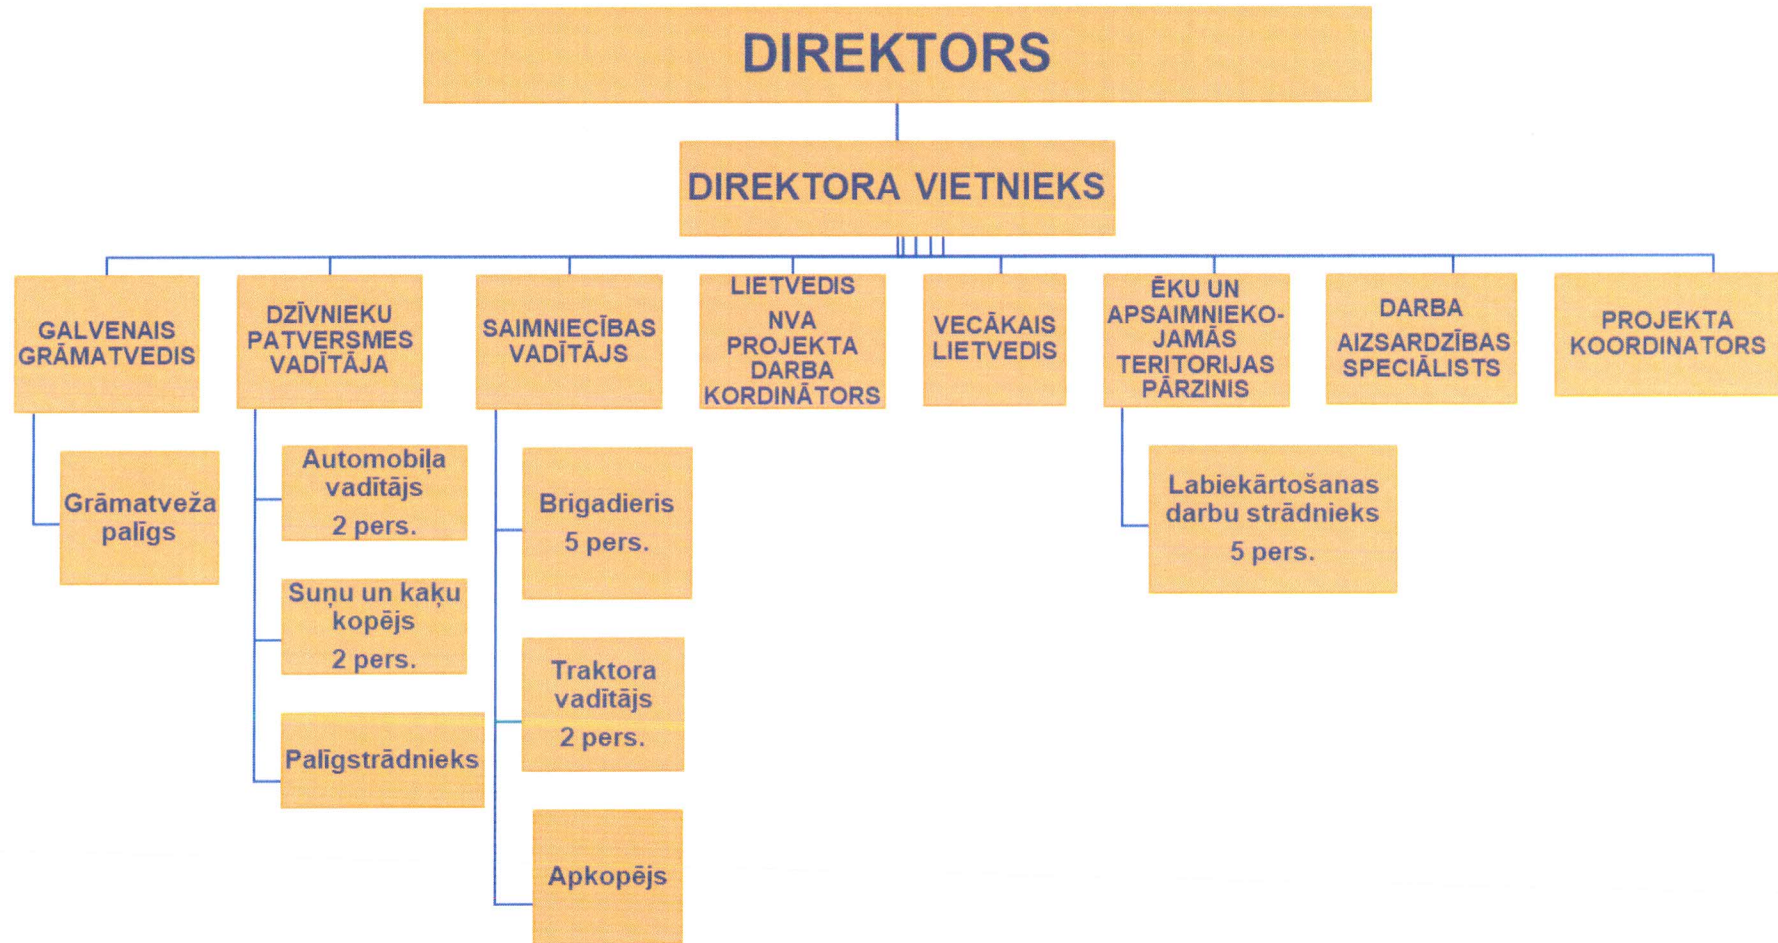 DIREKTORS
DIREKTORA VIETNIEKS
GALVENAIS
GRĀMATVEDIS
DZĪVNIEKU
PATVERSMES
VADĪTĀJA
SAIMNIECĪBAS
VADĪTĀJS
LIETVEDIS
NVA
PROJEKTA
DARBA
KORDINĀTORS
VECĀKAIS
LIETVEDIS
ĒKU UN
APSAIMNIEKO-
JAMĀS
TERITORIJAS
PĀRZINIS
DARBA
AIZSARDZĪBAS
SPECIĀLISTS
PROJEKTA
KOORDINATORS
Grāmatveža
palīgs
Automobiļa
vadītājs
2 pers.
Suņu un kaķu
kopējs
2 pers.
Palīgstrādnieks
Brigadieris
5 pers.
Traktora
vadītājs
2 pers.
Apkopējs
Labiekārtošanas
darbu strādnieks
5 pers.